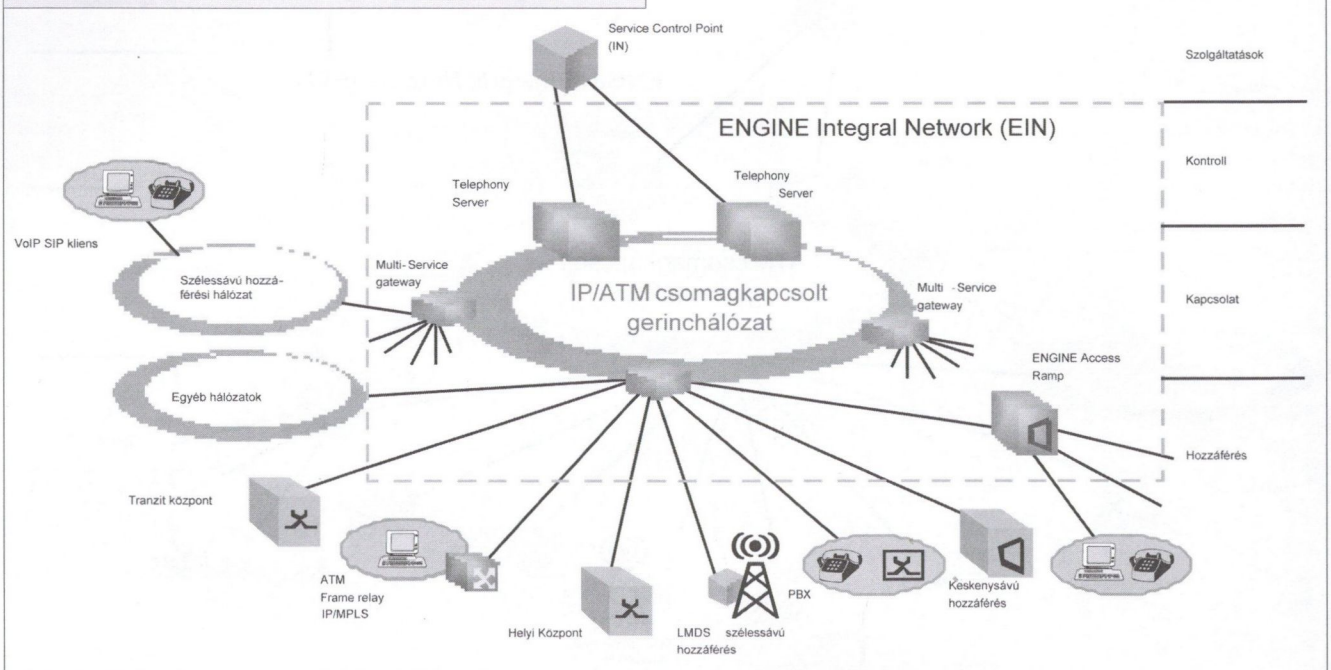 Service Control Point
(IN)
Szolgáltatások
ENGINE Integral Network (EIN)
Kontroll
Telephony
Server
Telephony
Server
VoIP SIP kliens
Szélessávú hozzá-
férési hálózat
Multi-Service
gateway
IP/ATM csomagkapcsolt
gerinchálózat
Multi - Service
gateway
Kapcsolat
ENGINE Access
Ramp
Egyéb hálózatok
Hozzáférés
Tranzit központ
ATM
Frame relay
IP/MPLS
Helyi Központ
LMDS szélessávú
hozzáférés
PBX
Keskenysávú
hozzáférés